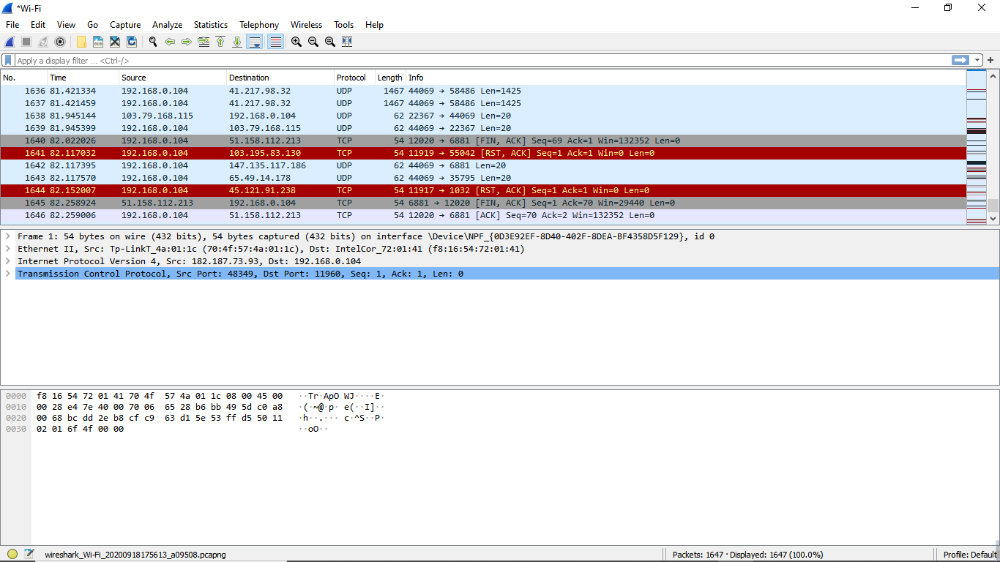 *Wi-Fi
File Edit View Go Capture Analyze Statistics Telephony Wireless Tools Help
Apply a display filter ... <Ctrl-/>
No. Time Source Destination Protocol Length Info
1636 81.421334 192.168.0.104 41.217.98.32 UDP 1467 44069 → 58486 Len=1425
1637 81.421459 192.168.0.104 41.217.98.32 UDP 1467 44069 → 58486 Len=1425
1638 81.945144 103.79.168.115 192.168.0.104 UDP 62 22367 → 44069 Len=20
1639 81.945399 192.168.0.104 103.79.168.115 UDP 62 44069 → 22367 Len=20
1640 82.022026 192.168.0.104 51.158.112.213 TCP 54 12020 → 6881 [FIN, ACK] Seq=69 Ack=1 Win=132352 Len=0
1641 82.117032 192.168.0.104 103.195.83.130 TCP 54 11919 → 55042 [RST, ACK] Seq=1 Ack=1 Win=0 Len=0
1642 82.117395 192.168.0.104 147.135.117.186 UDP 62 44069 → 6881 Len=20
1643 82.117570 192.168.0.104 65.49.14.178 UDP 62 44069 → 35795 Len=20
1644 82.152007 192.168.0.104 45.121.91.238 TCP 54 11917 → 1032 [RST, ACK] Seq=1 Ack=1 Win=0 Len=0
1645 82.258924 51.158.112.213 192.168.0.104 TCP 54 6881 → 12020 [FIN, ACK] Seq=1 Ack=70 Win=29440 Len=0
1646 82.259006 192.168.0.104 51.158.112.213 TCP 54 12020 → 6881 [ACK] Seq=70 Ack=2 Win=132352 Len=0
Frame 1: 54 bytes on wire (432 bits), 54 bytes captured (432 bits) on interface \Device\NPF_{0D3E92EF-8D40-402F-8DEA-BF4358D5F129}, id 0
Ethernet II, Src: Tp-LinkT_4a:01:1c (70:4f:57:4a:01:1c), Dst: IntelCor_72:01:41 (f8:16:54:72:01:41)
Internet Protocol Version 4, Src: 182.187.73.93, Dst: 192.168.0.104
Transmission Control Protocol, Src Port: 48349, Dst Port: 11960, Seq: 1, Ack: 1, Len: 0
0000 f8 16 54 72 01 41 70 4f 57 4a 01 1c 08 00 45 00 ··Tr·ApO WJ····E·
0010 00 28 e4 7e 40 00 70 06 65 28 b6 bb 49 5d c0 a8 ·(·~@·p· e(··I]··
0020 00 68 bc dd 2e b8 cf c9 63 d1 5e 53 ff d5 50 11 ·h··.··· c·^S··P·
0030 02 01 6f 4f 00 00 ··oO··
wireshark_Wi-Fi_20200918175613_a09508.pcapng Packets: 1647 · Displayed: 1647 (100.0%) Profile: Default